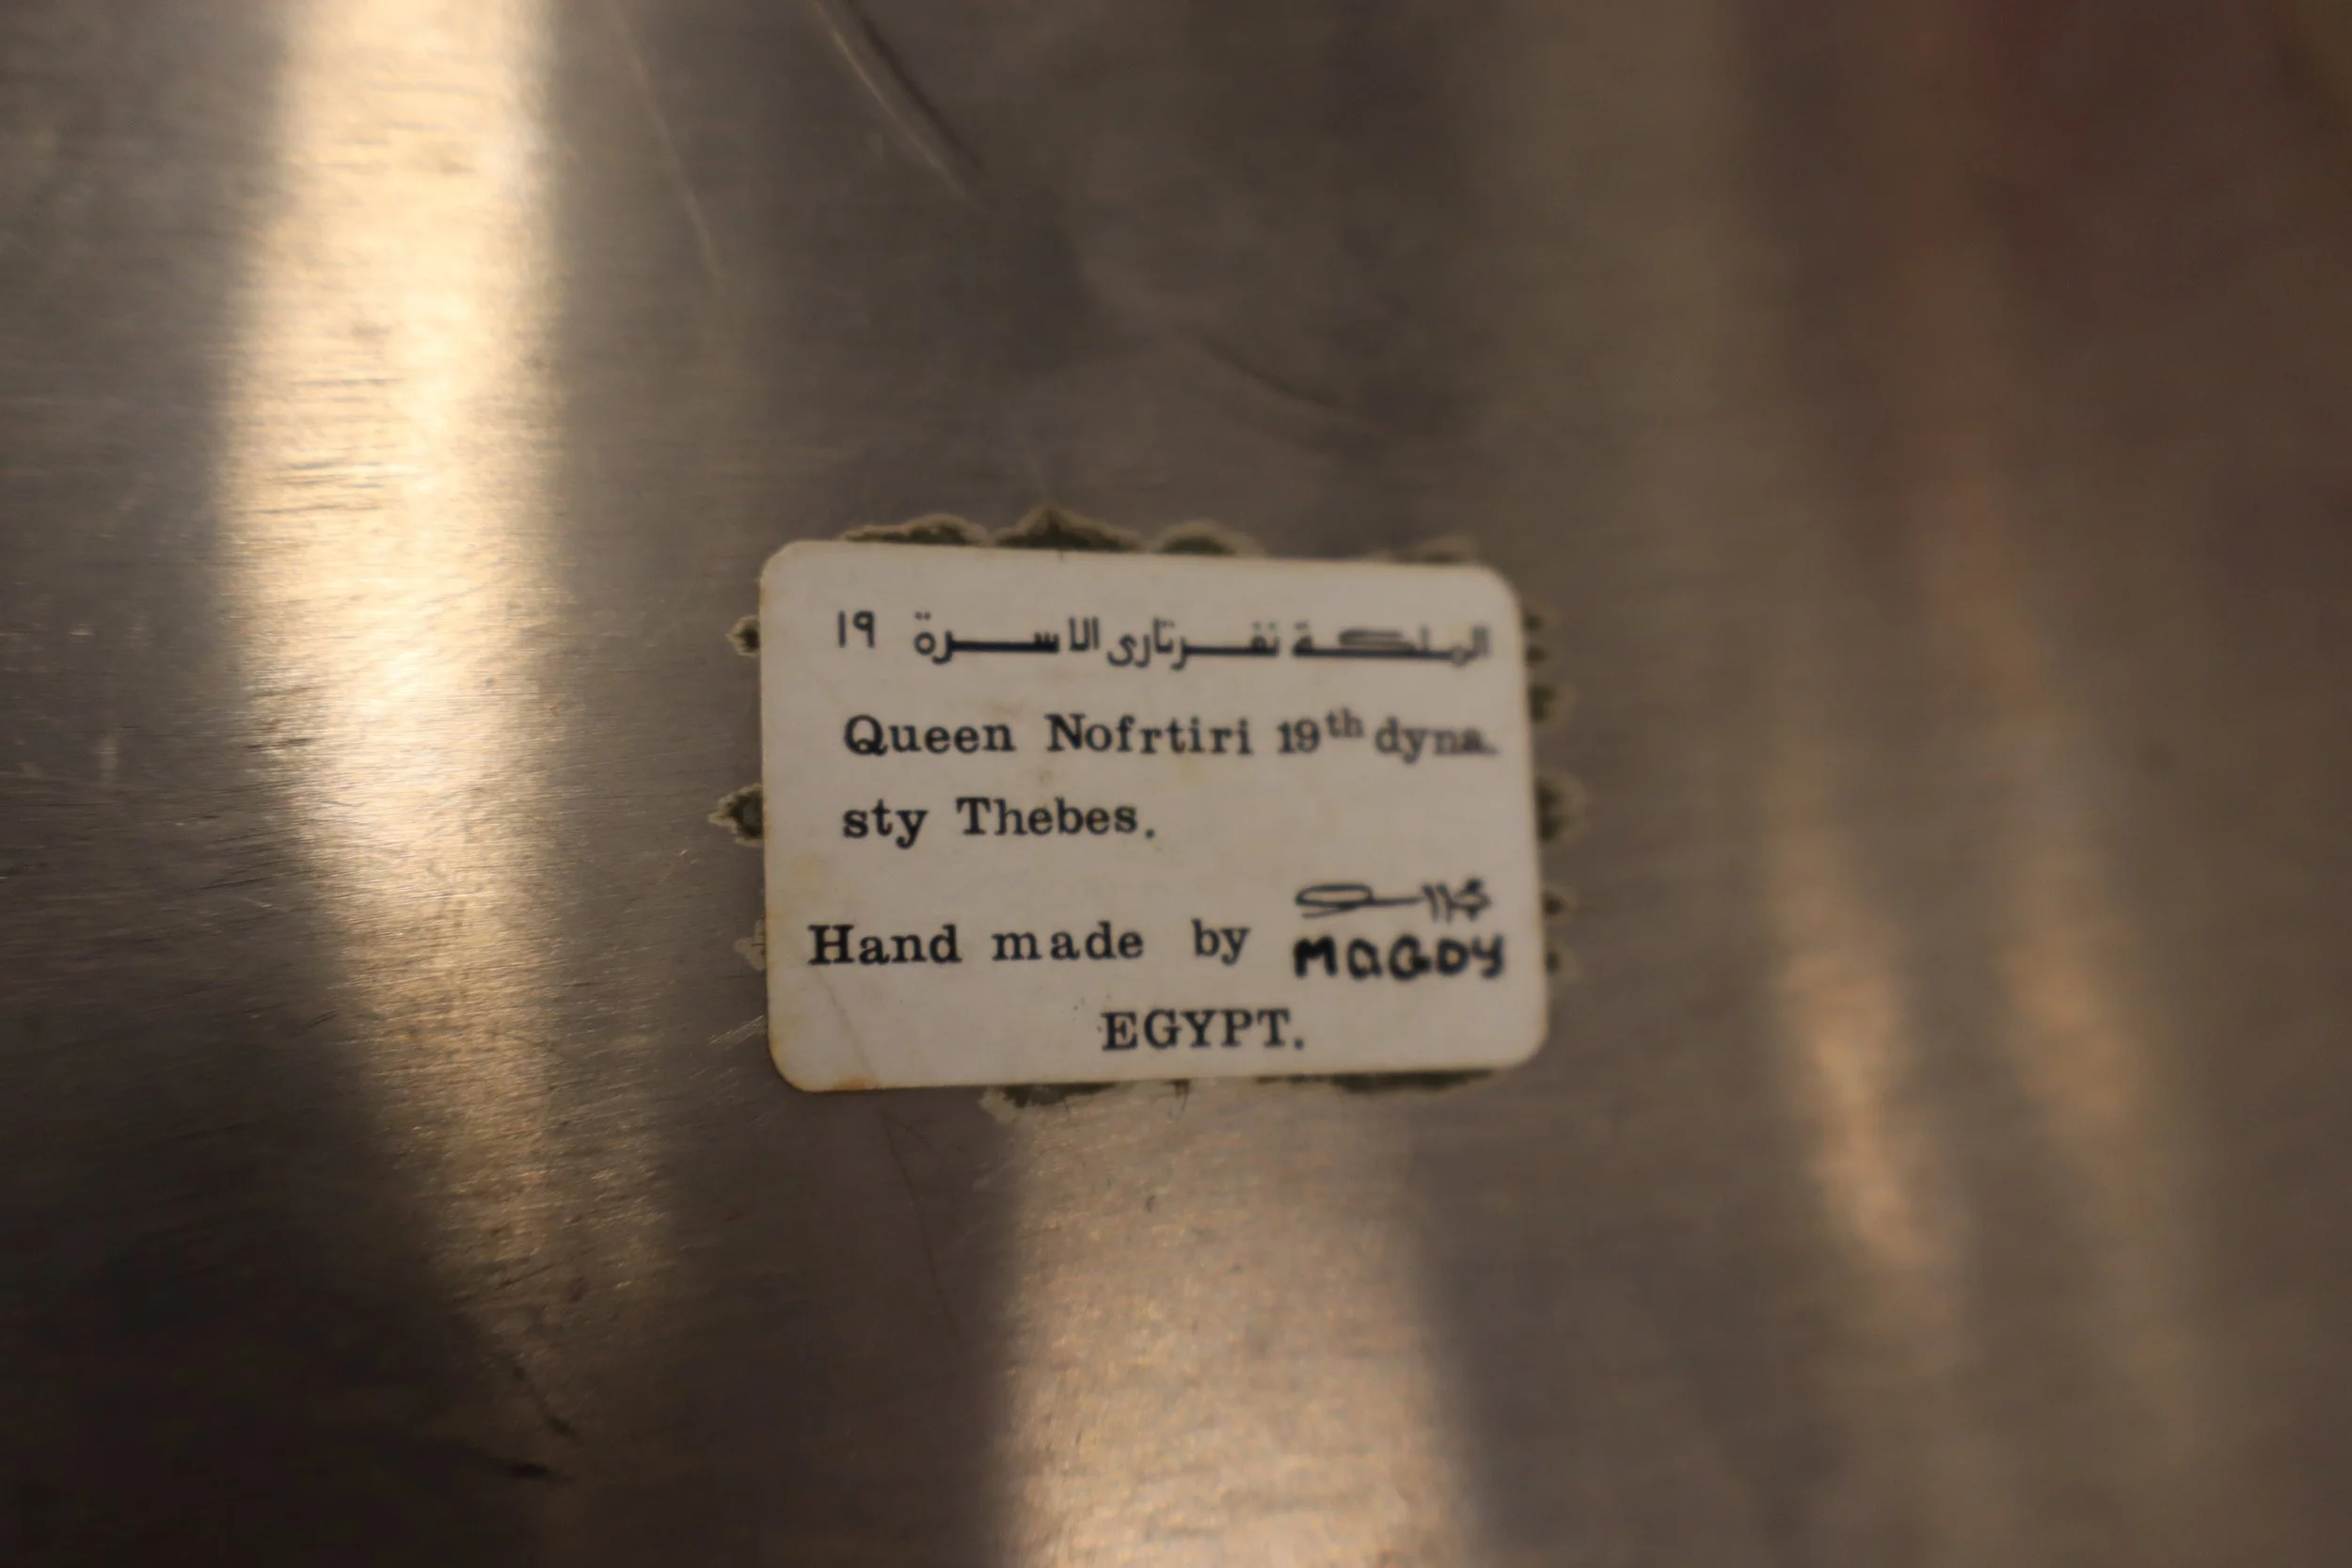 الملكة نفرتارى الاسرة ١٩
Queen Nofrtiri 19th dyna.
sty Thebes.
Hand made by MAGDY
EGYPT.